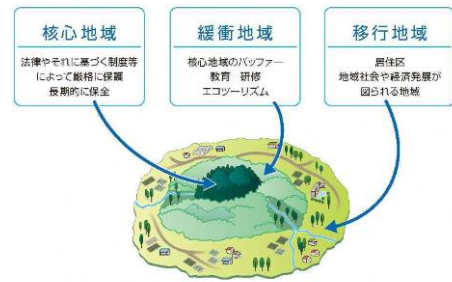 核心地域
法律やそれに基づく制度等
によって厳格に保護
長期的に保全
緩衝地域
核心地域のバッファー
教育　研修
エコツーリズム
移行地域
居住区
地域社会や経済発展が
図られる地域